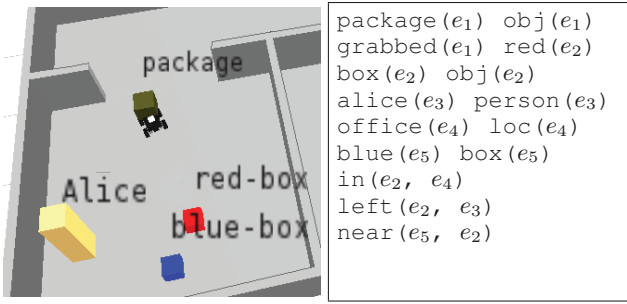 package
Alice
red-box
blue-box
package(e₁) obj(e₁)
grabbed(e₁) red(e₂)
box(e₂) obj(e₂)
alice(e₃) person(e₃)
office(e₄) loc(e₄)
blue(e₅) box(e₅)
in(e₂, e₄)
left(e₂, e₃)
near(e₅, e₂)